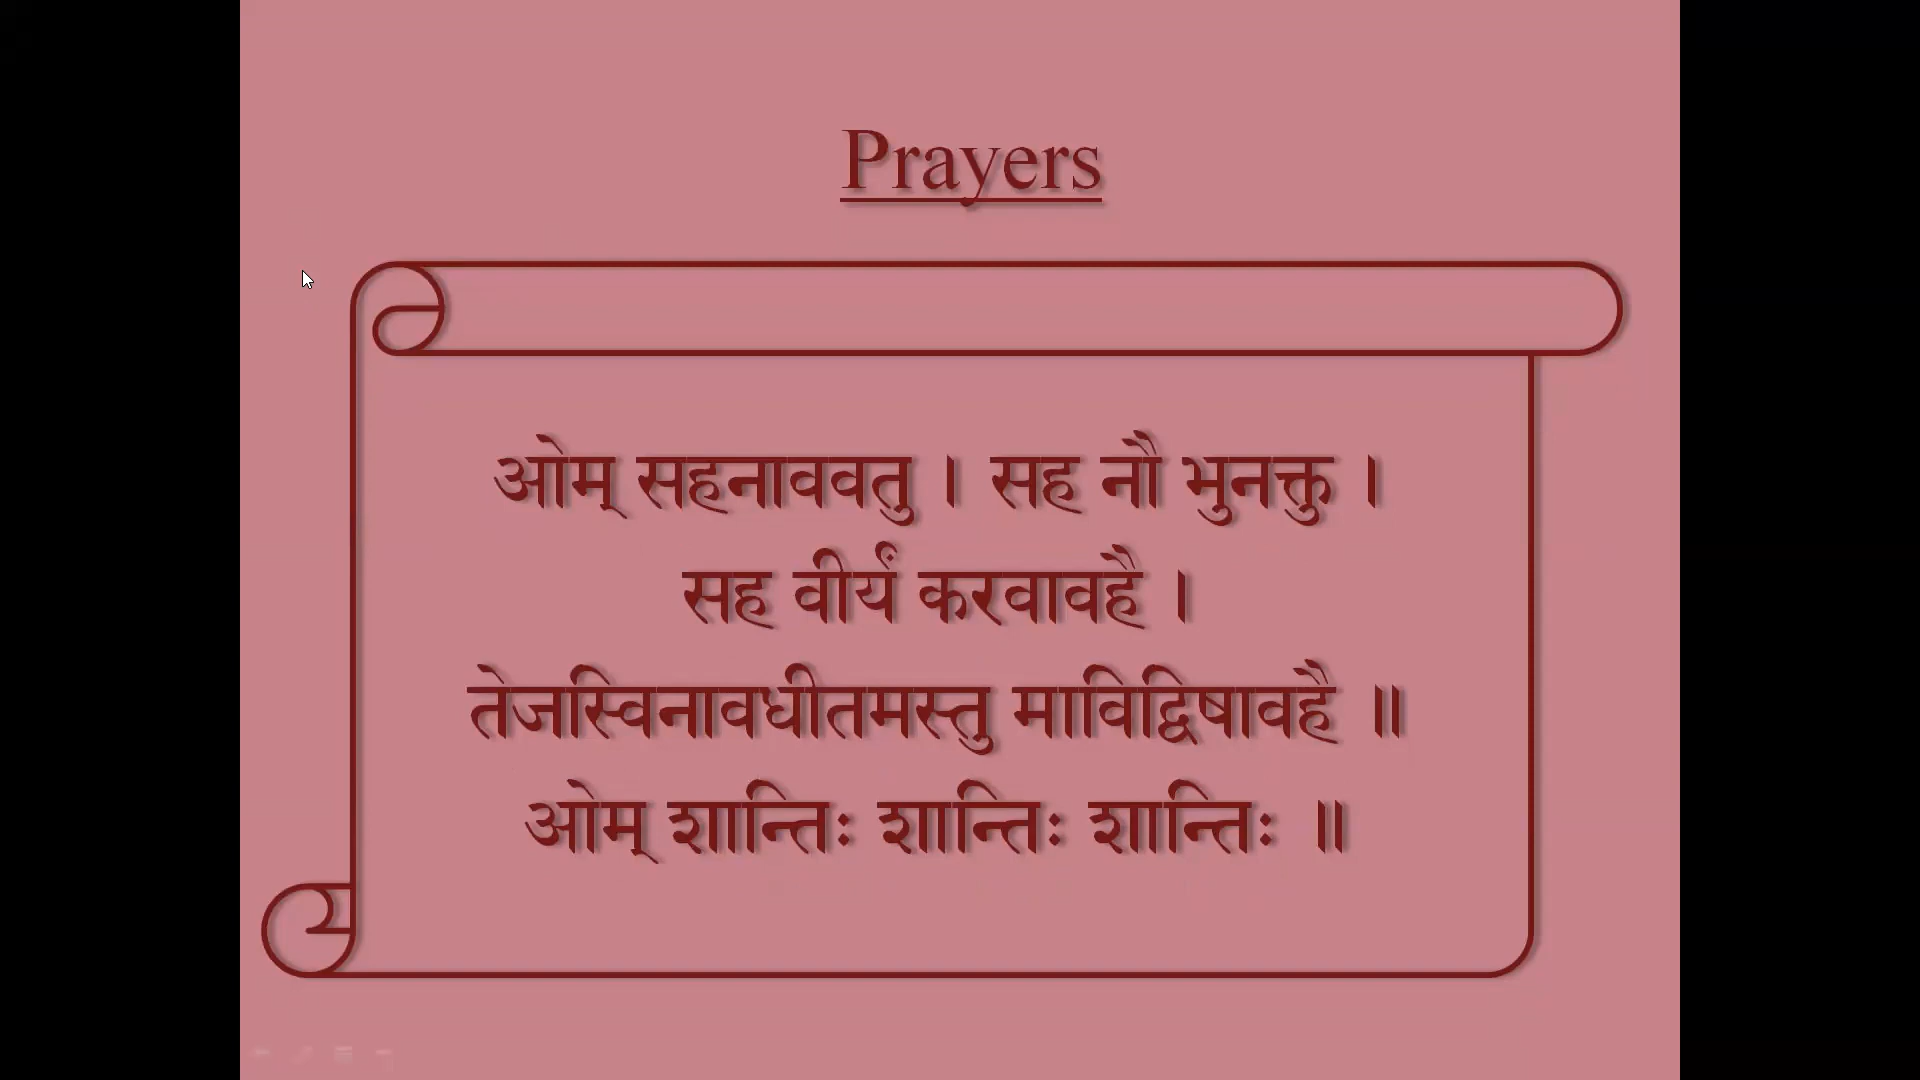 Prayers
ओम् सहनाववतु । सह नौ भुनक्तु ।
सह वीर्यं करवावहै ।
तेजस्विनावधीतमस्तु माविद्विषावहै ॥
ओम् शान्तिः शान्तिः शान्तिः ॥